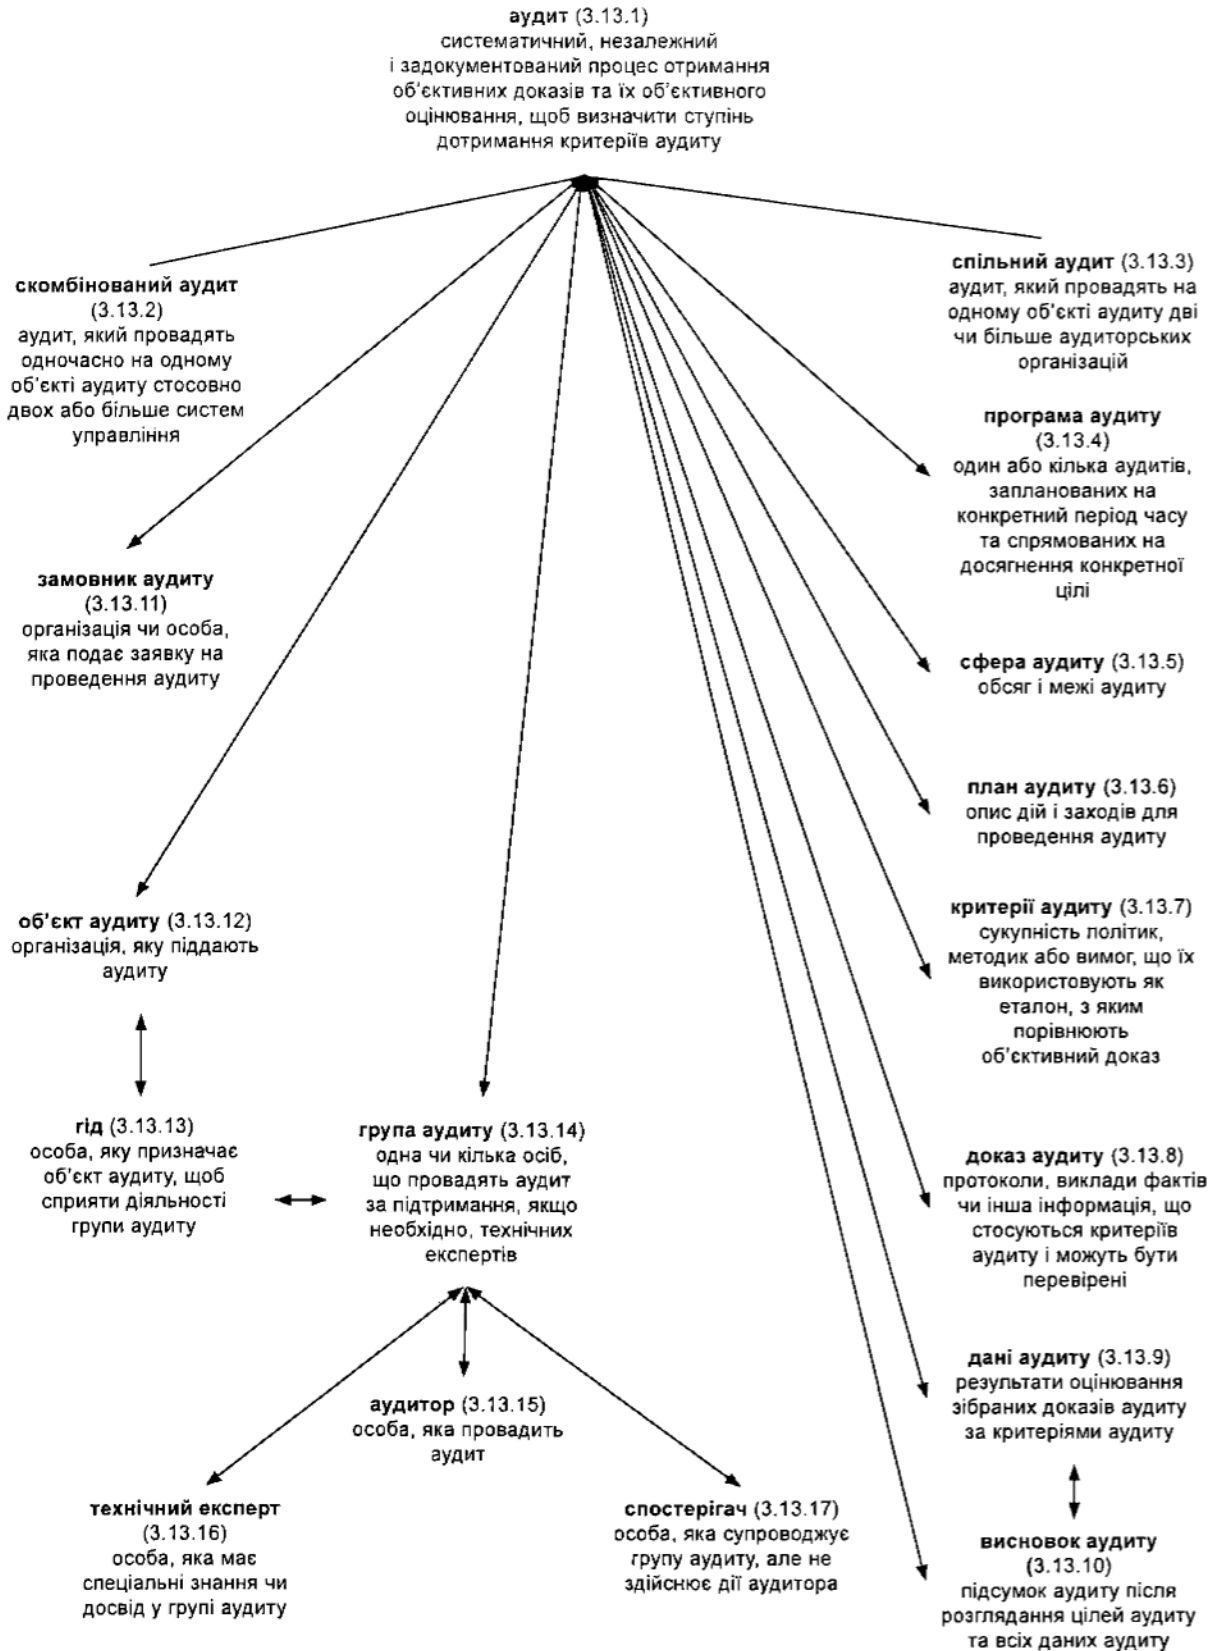 аудит (3.13.1)
систематичний, незалежний
і задокументований процес отримання
об'єктивних доказів та їх об'єктивного
оцінювання, щоб визначити ступінь
дотримання критеріїв аудиту
скомбінований аудит
(3.13.2)
аудит, який провадять
одночасно на одному
об'єкті аудиту стосовно
двох або більше систем
управління
спільний аудит (3.13.3)
аудит, який провадять на
одному об'єкті аудиту дві
чи більше аудиторських
організацій
програма аудиту
(3.13.4)
один або кілька аудитів,
запланованих на
конкретний період часу
та спрямованих на
досягнення конкретної
цілі
замовник аудиту
(3.13.11)
організація чи особа,
яка подає заявку на
проведення аудиту
сфера аудиту (3.13.5)
обсяг і межі аудиту
план аудиту (3.13.6)
опис дій і заходів для
проведення аудиту
об'єкт аудиту (3.13.12)
організація, яку піддають
аудиту
критерії аудиту (3.13.7)
сукупність політик,
методик або вимог, що їх
використовують як
еталон, з яким
порівнюють
об'єктивний доказ
гід (3.13.13)
особа, яку призначає
об'єкт аудиту, щоб
сприяти діяльності
групи аудиту
група аудиту (3.13.14)
одна чи кілька осіб,
що провадять аудит
за підтримання, якщо
необхідно, технічних
експертів
доказ аудиту (3.13.8)
протоколи, виклади фактів
чи інша інформація, що
стосуються критеріїв
аудиту і можуть бути
перевірені
дані аудиту (3.13.9)
результати оцінювання
зібраних доказів аудиту
за критеріями аудиту
аудитор (3.13.15)
особа, яка провадить
аудит
технічний експерт
(3.13.16)
особа, яка має
спеціальні знання чи
досвід у групі аудиту
спостерігач (3.13.17)
особа, яка супроводжує
групу аудиту, але не
здійснює дії аудитора
висновок аудиту
(3.13.10)
підсумок аудиту після
розглядання цілей аудиту
та всіх даних аудиту